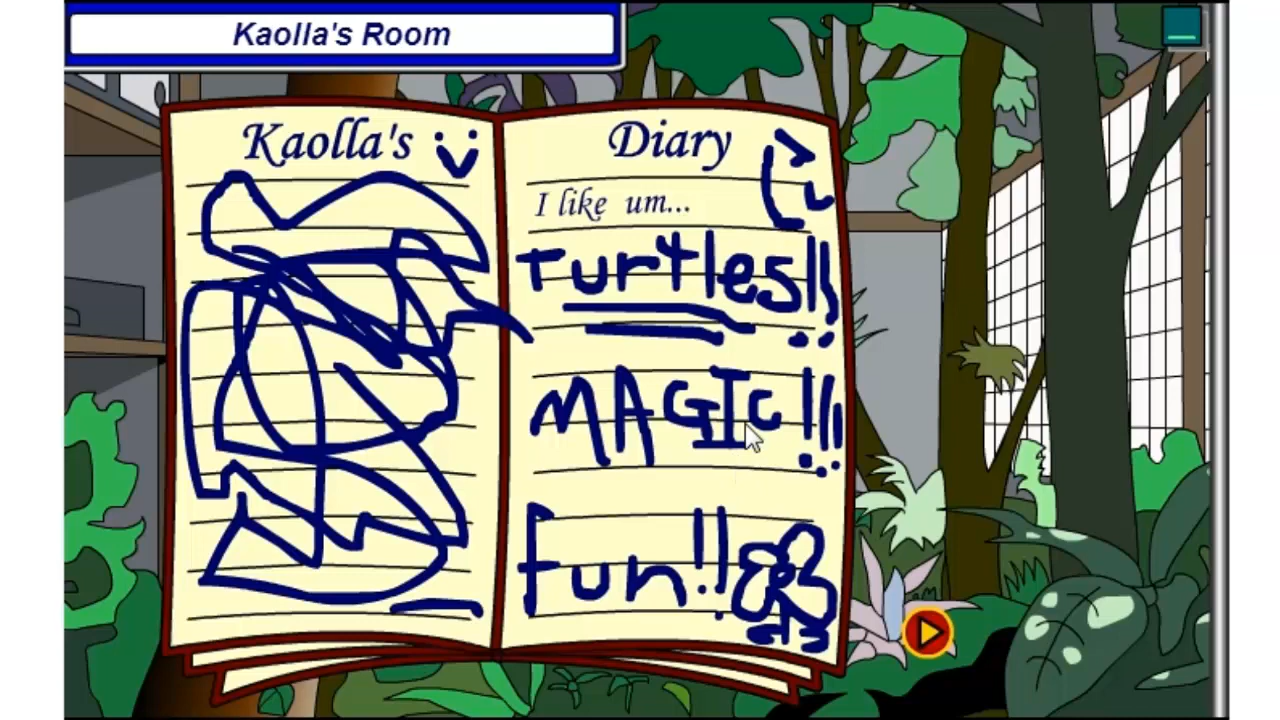 Kaolla's Room
Kaolla's
Diary
I like um...
Turtles!!
MAGIC!!!
Fun!!